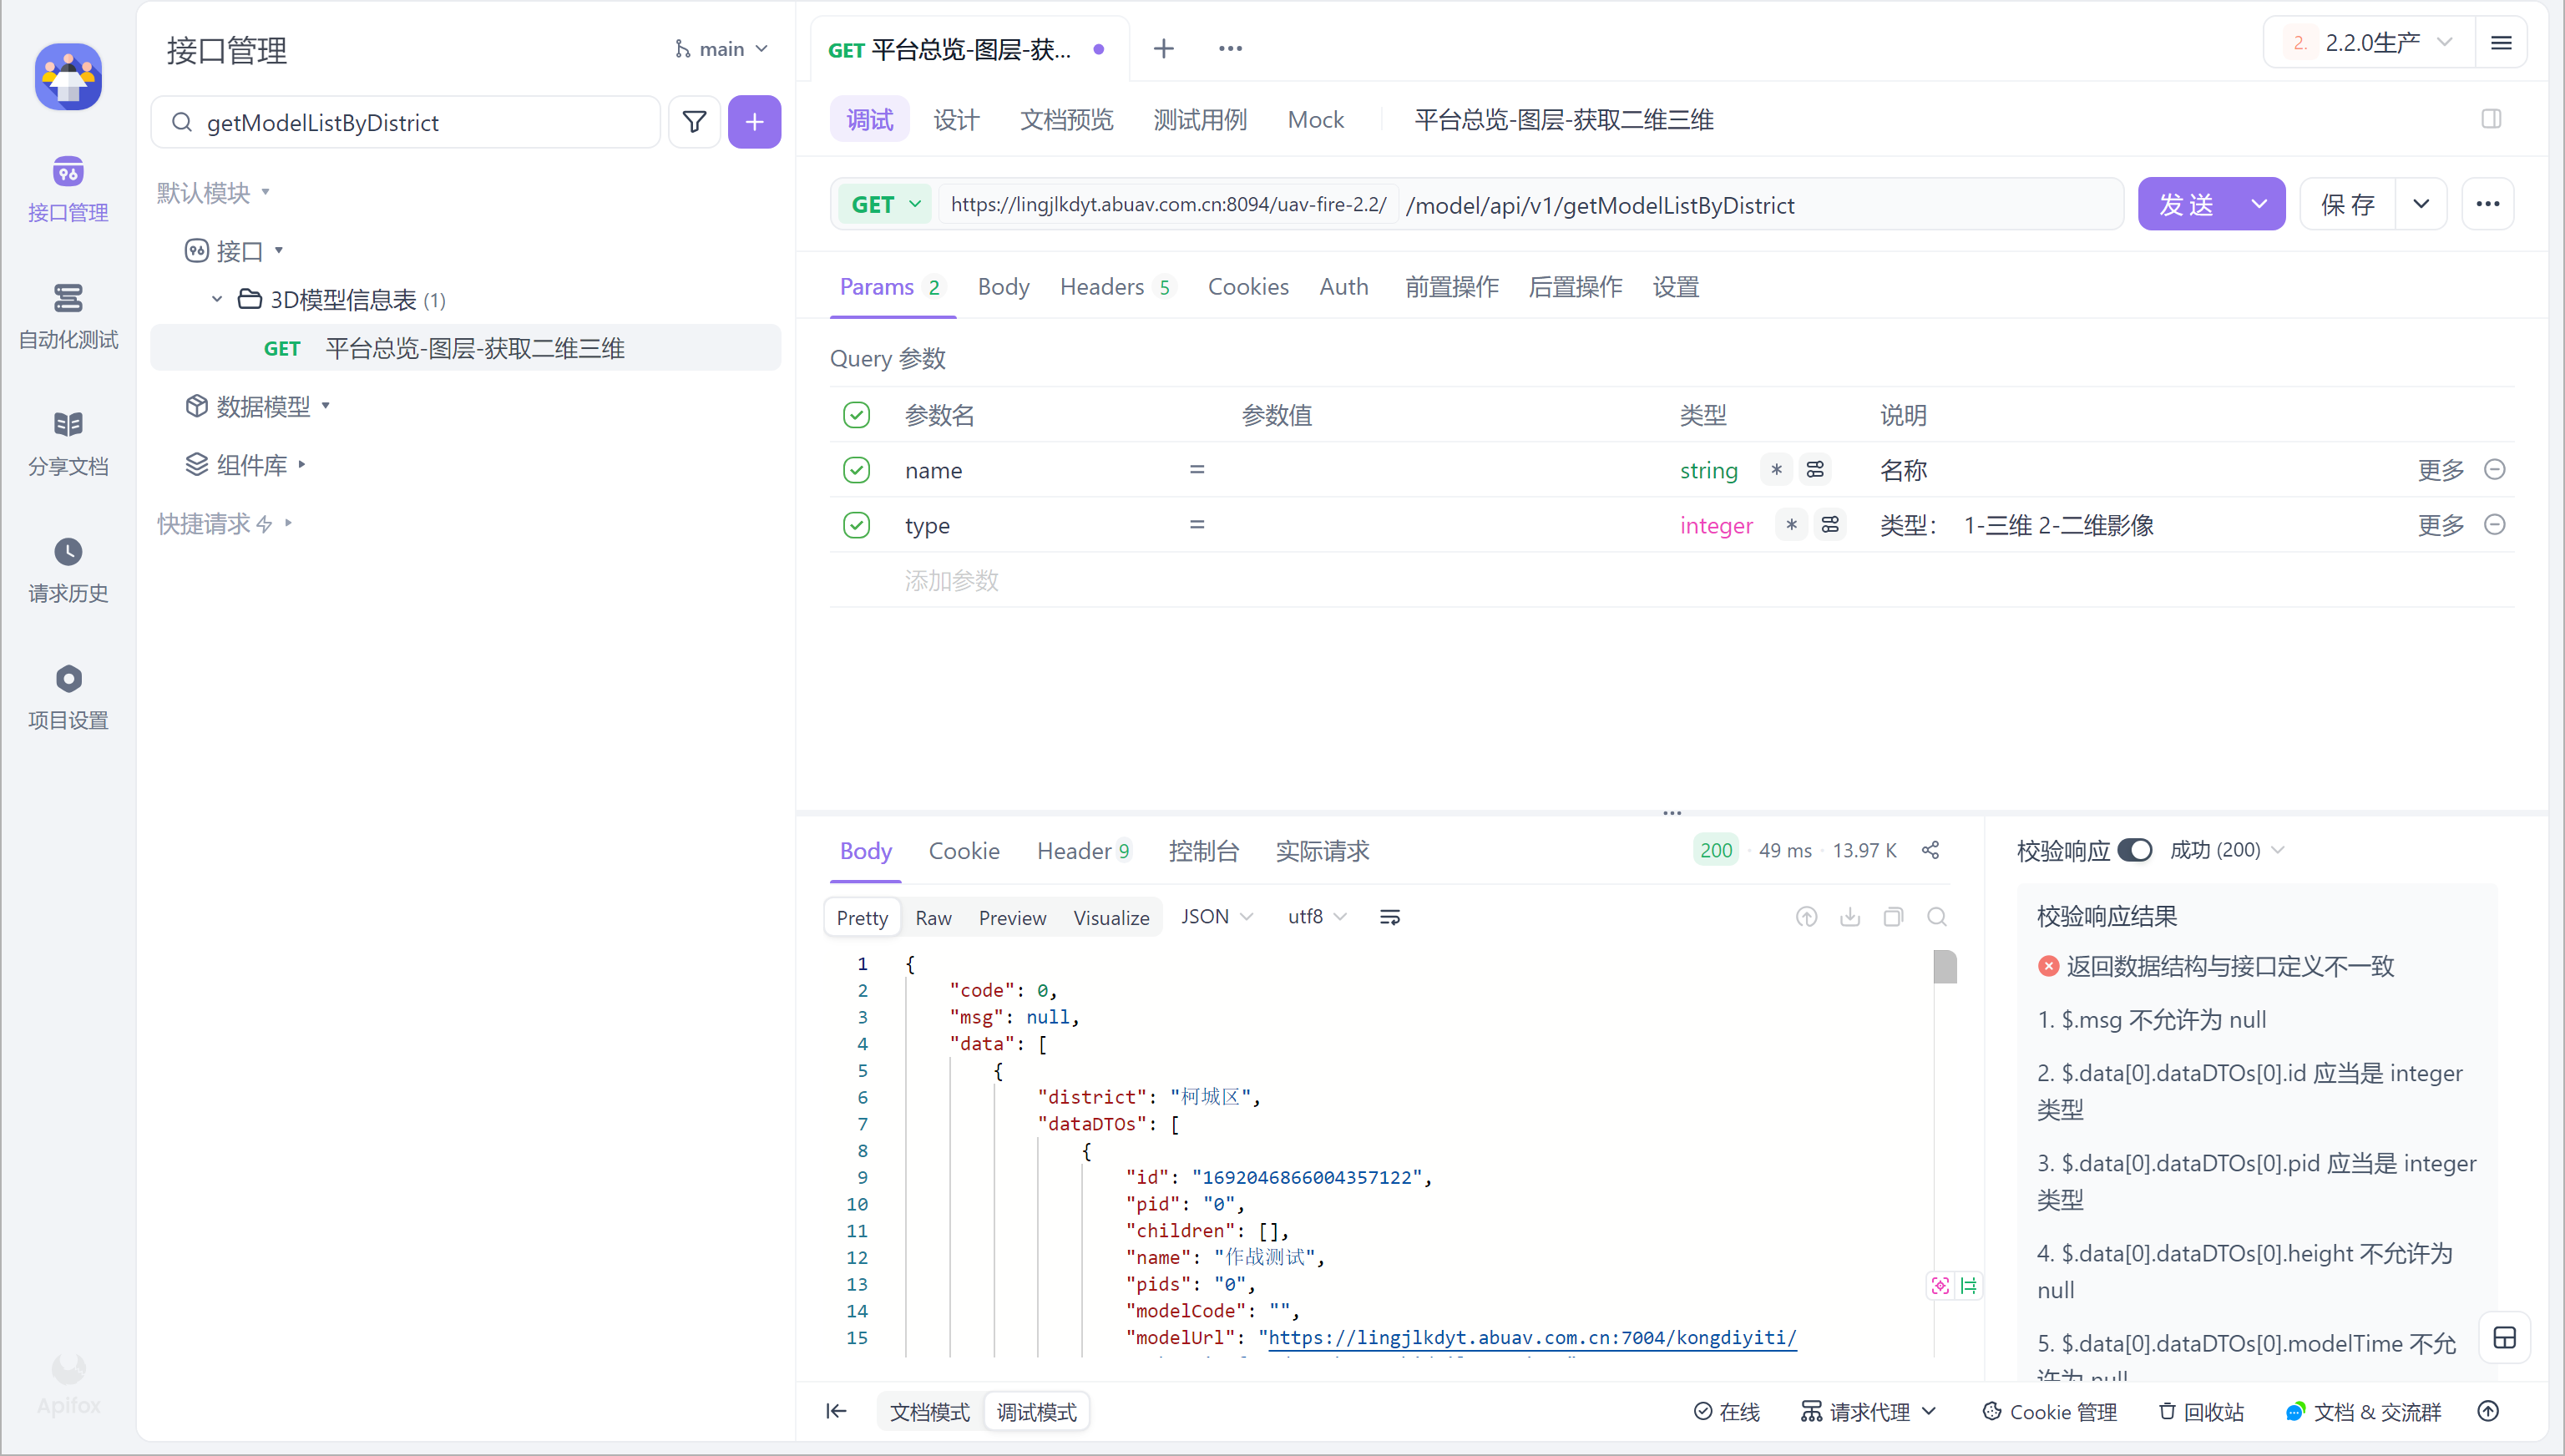 接口管理
main
getModelListByDistrict
默认模块
接口
3D模型信息表 (1)
GET 平台总览-图层-获取二维三维
数据模型
组件库
快捷请求
接口管理
自动化测试
分享文档
请求历史
项目设置
Apifox
GET 平台总览-图层-获...
2. 2.2.0生产
调试 设计 文档预览 测试用例 Mock 平台总览-图层-获取二维三维
GET https://lingjlkdyt.abuav.com.cn:8094/uav-fire-2.2/ /model/api/v1/getModelListByDistrict 发送 保存
Params 2 Body Headers 5 Cookies Auth 前置操作 后置操作 设置
Query 参数
参数名 参数值 类型 说明
name = string * 名称 更多
type = integer * 类型： 1-三维 2-二维影像 更多
添加参数
Body Cookie Header 9 控制台 实际请求 200 49 ms 13.97 K
Pretty Raw Preview Visualize JSON utf8
1 {
2 "code": 0,
3 "msg": null,
4 "data": [
5 {
6 "district": "柯城区",
7 "dataDTOs": [
8 {
9 "id": "1692046866004357122",
10 "pid": "0",
11 "children": [],
12 "name": "作战测试",
13 "pids": "0",
14 "modelCode": "",
15 "modelUrl": "https://lingjlkdyt.abuav.com.cn:7004/kongdiyiti/
校验响应 成功 (200)
校验响应结果
返回数据结构与接口定义不一致
1. $.msg 不允许为 null
2. $.data[0].dataDTOs[0].id 应当是 integer
类型
3. $.data[0].dataDTOs[0].pid 应当是 integer
类型
4. $.data[0].dataDTOs[0].height 不允许为
null
5. $.data[0].dataDTOs[0].modelTime 不允
许为 null
文档模式 调试模式 在线 请求代理 Cookie 管理 回收站 文档 & 交流群